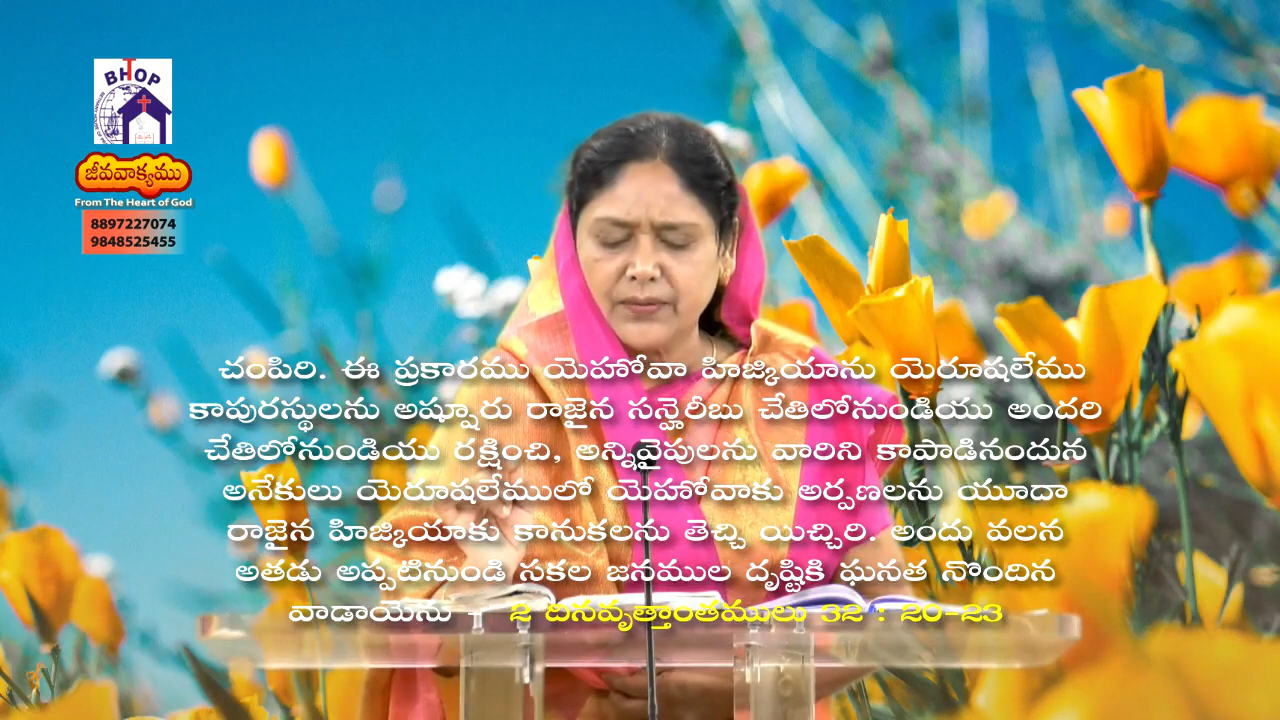 BHOP
జీవవాక్యము
From The Heart of God
8897227074
9848525455
చంపిరి. ఈ ప్రకారము యెహోవా హిజ్కియాను యెరూషలేము
కాపురస్థులను అష్షూరు రాజైన సన్హెరీబు చేతిలోనుండియు అందరి
చేతిలోనుండియు రక్షించి, అన్నివైపులను వారిని కాపాడినందున
అనేకులు యెరూషలేములో యెహోవాకు అర్పణలను యూదా
రాజైన హిజ్కియాకు కానుకలను తెచ్చి యిచ్చిరి. అందు వలన
అతడు అప్పటినుండి సకల జనముల దృష్టికి ఘనత నొందిన
వాడాయెను - 2 దినవృత్తాంతములు 32 : 20-23